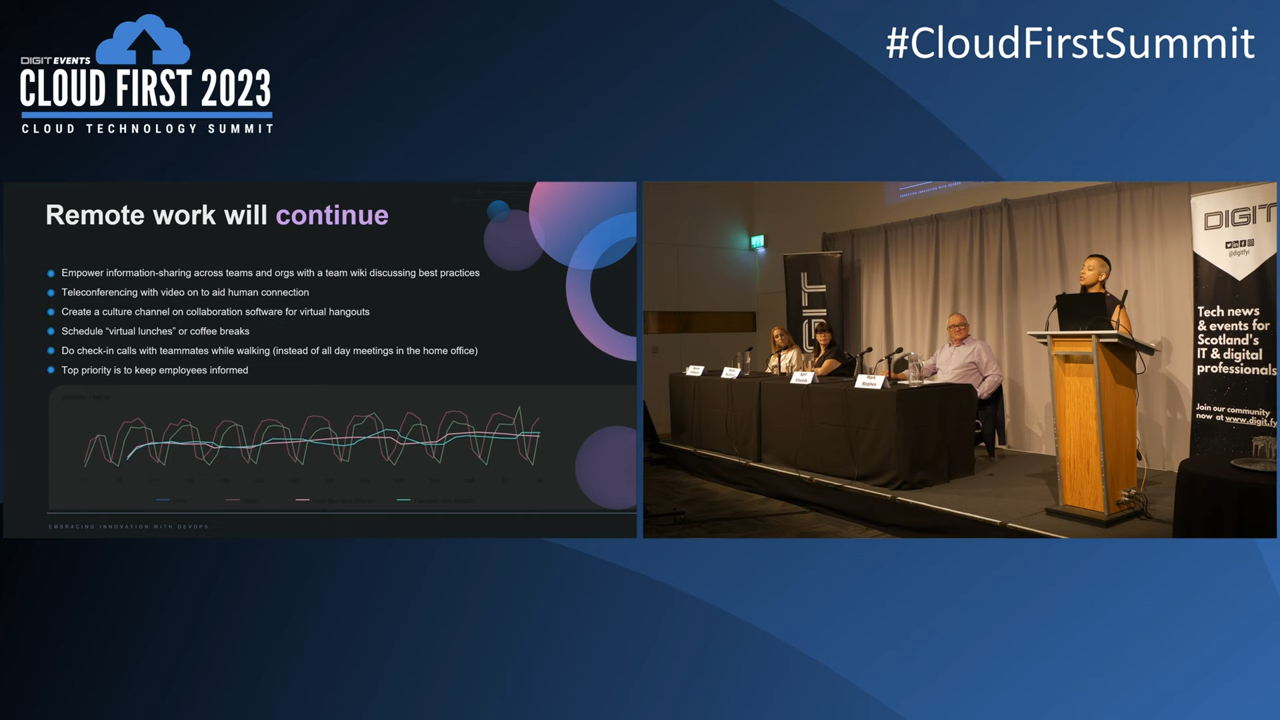 DIGIT EVENTS
CLOUD FIRST 2023
CLOUD TECHNOLOGY SUMMIT
#CloudFirstSummit
Remote work will continue
Empower information-sharing across teams and orgs with a team wiki discussing best practices
Teleconferencing with video on to aid human connection
Create a culture channel on collaboration software for virtual hangouts
Schedule “virtual lunches” or coffee breaks
Do check-in calls with teammates while walking (instead of all day meetings in the home office)
Top priority is to keep employees informed
EMBRACING INNOVATION WITH DEVOPS
DIGIT
@digitfyi
Tech news
& events for
Scotland's
IT & digital
professionals
Join our community
now at www.digit.fy
Mark